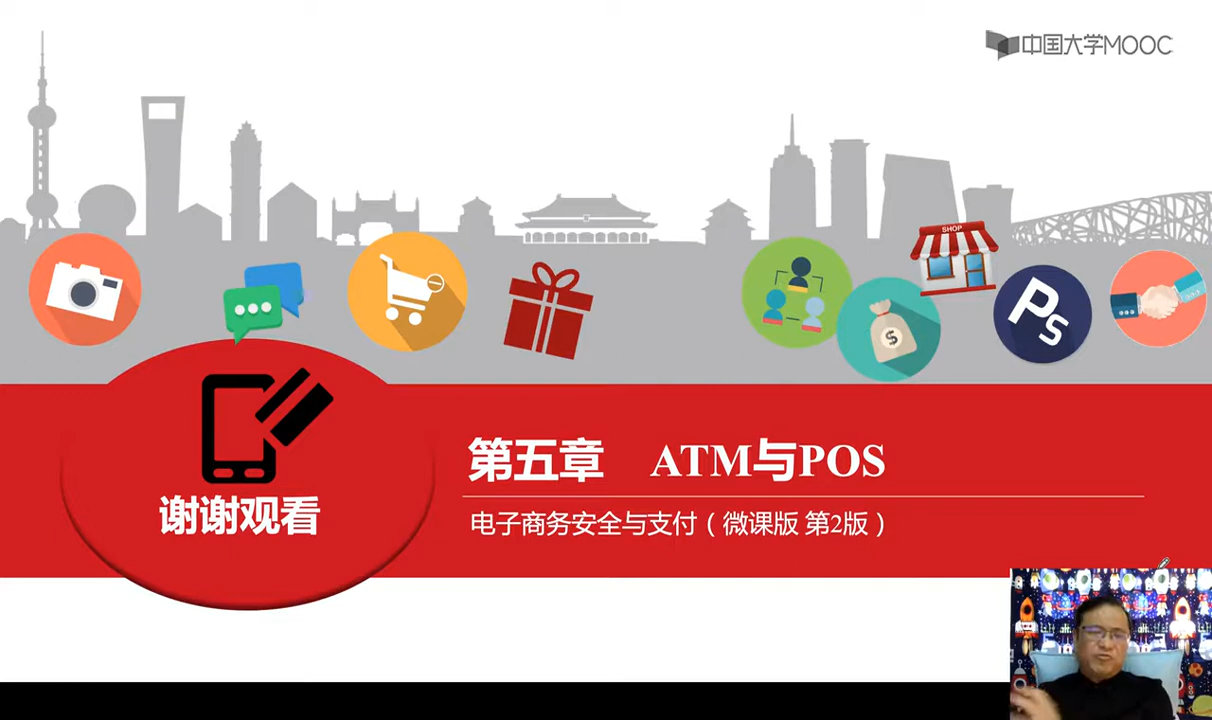 中国大学MOOC
SHOP
$
Ps
第五章 ATM与POS
谢谢观看
电子商务安全与支付（微课版 第2版）